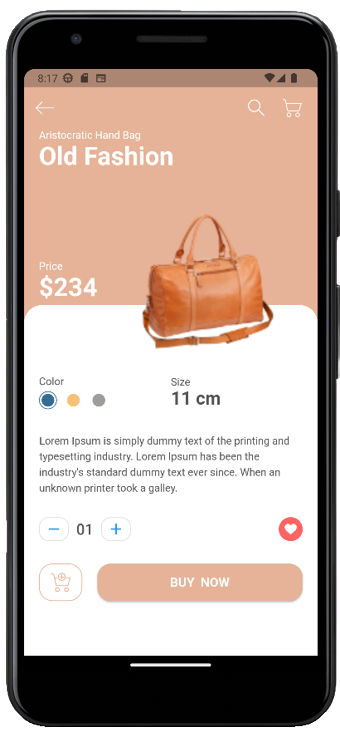 8:17
Aristocratic Hand Bag
Old Fashion
Price
$234
Color
Size
11 cm
Lorem Ipsum is simply dummy text of the printing and
typesetting industry. Lorem Ipsum has been the
industry's standard dummy text ever since. When an
unknown printer took a galley.
01
BUY NOW